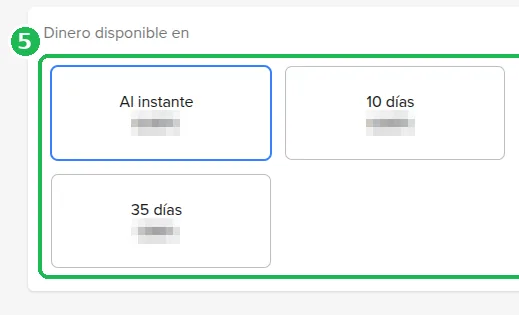 5
Dinero disponible en
Al instante
10 días
35 días